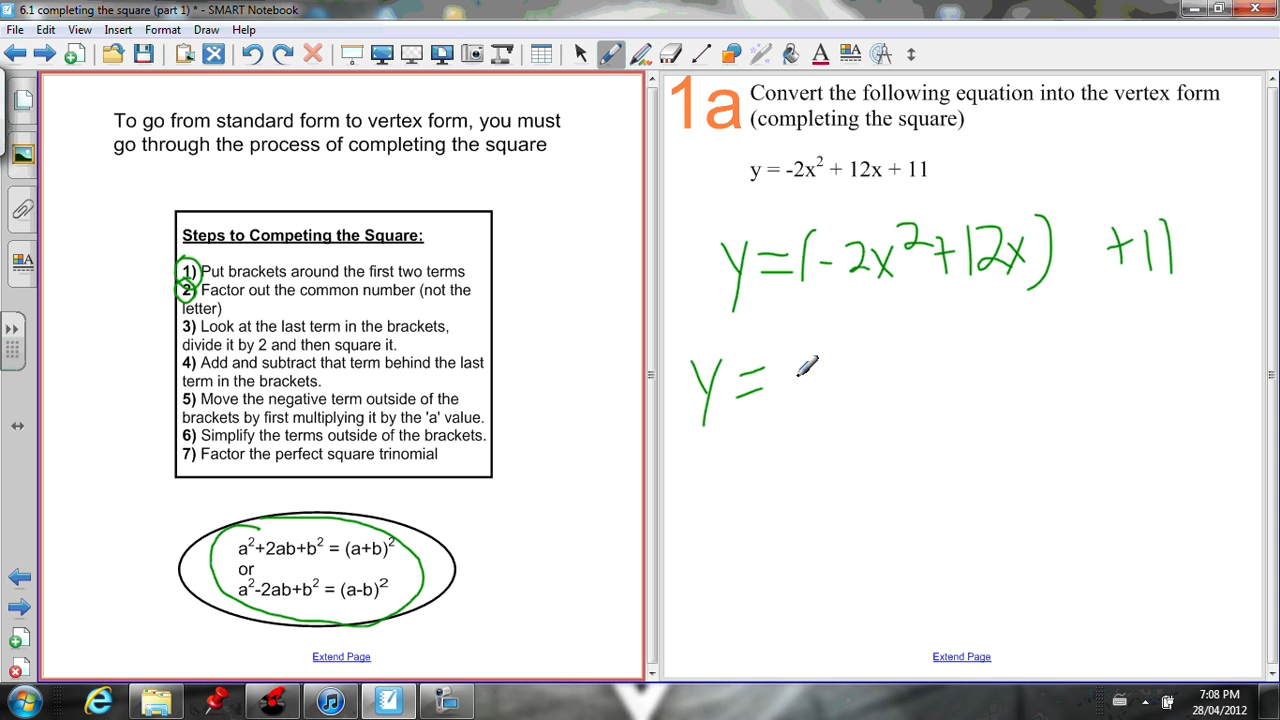 6.1 completing the square (part 1) * - SMART Notebook
File Edit View Insert Format Draw Help
To go from standard form to vertex form, you must
go through the process of completing the square
Steps to Competing the Square:
1) Put brackets around the first two terms
2) Factor out the common number (not the
letter)
3) Look at the last term in the brackets,
divide it by 2 and then square it.
4) Add and subtract that term behind the last
term in the brackets.
5) Move the negative term outside of the
brackets by first multiplying it by the 'a' value.
6) Simplify the terms outside of the brackets.
7) Factor the perfect square trinomial
a²+2ab+b² = (a+b)²
or
a²-2ab+b² = (a-b)²
Extend Page
1a Convert the following equation into the vertex form
(completing the square)
y = -2x² + 12x + 11
y=(-2x²+12x) +11
y=
Extend Page
7:08 PM
28/04/2012